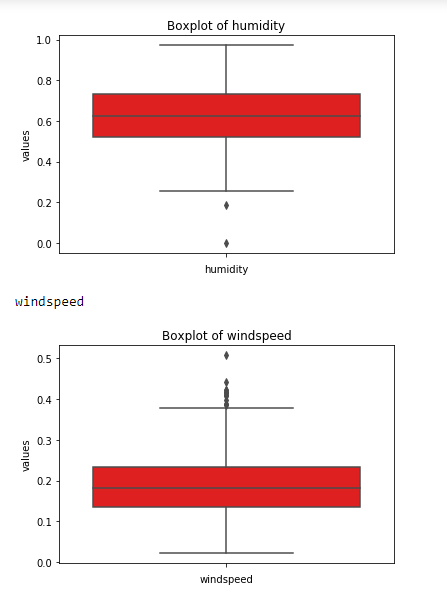 Boxplot of humidity
1.0
0.8
0.6
0.4
0.2
0.0
values
humidity
windspeed
Boxplot of windspeed
0.5
0.4
0.3
0.2
0.1
0.0
values
windspeed